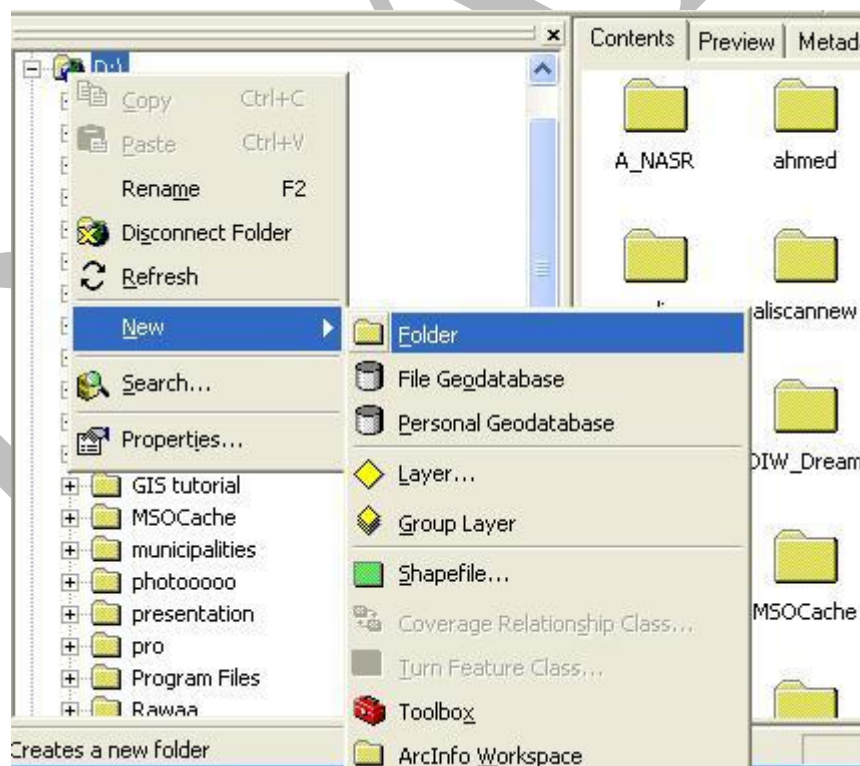 Contents Preview Metad
D:\
Copy Ctrl+C
Paste Ctrl+V
Rename F2
Disconnect Folder
Refresh
New
Search...
Properties...
GIS tutorial
MSOCache
municipalities
photooooo
presentation
pro
Program Files
Rawaa
Folder
File Geodatabase
Personal Geodatabase
Layer...
Group Layer
Shapefile...
Coverage Relationship Class...
Turn Feature Class...
Toolbox
ArcInfo Workspace
A_NASR ahmed
aliscannew
MSOCache
Creates a new folder